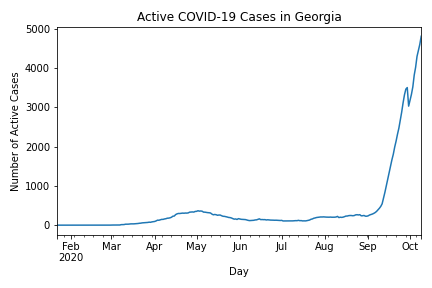 Active COVID-19 Cases in Georgia
5000
4000
3000
2000
1000
0
Number of Active Cases
Feb Mar Apr May Jun Jul Aug Sep Oct
2020
Day